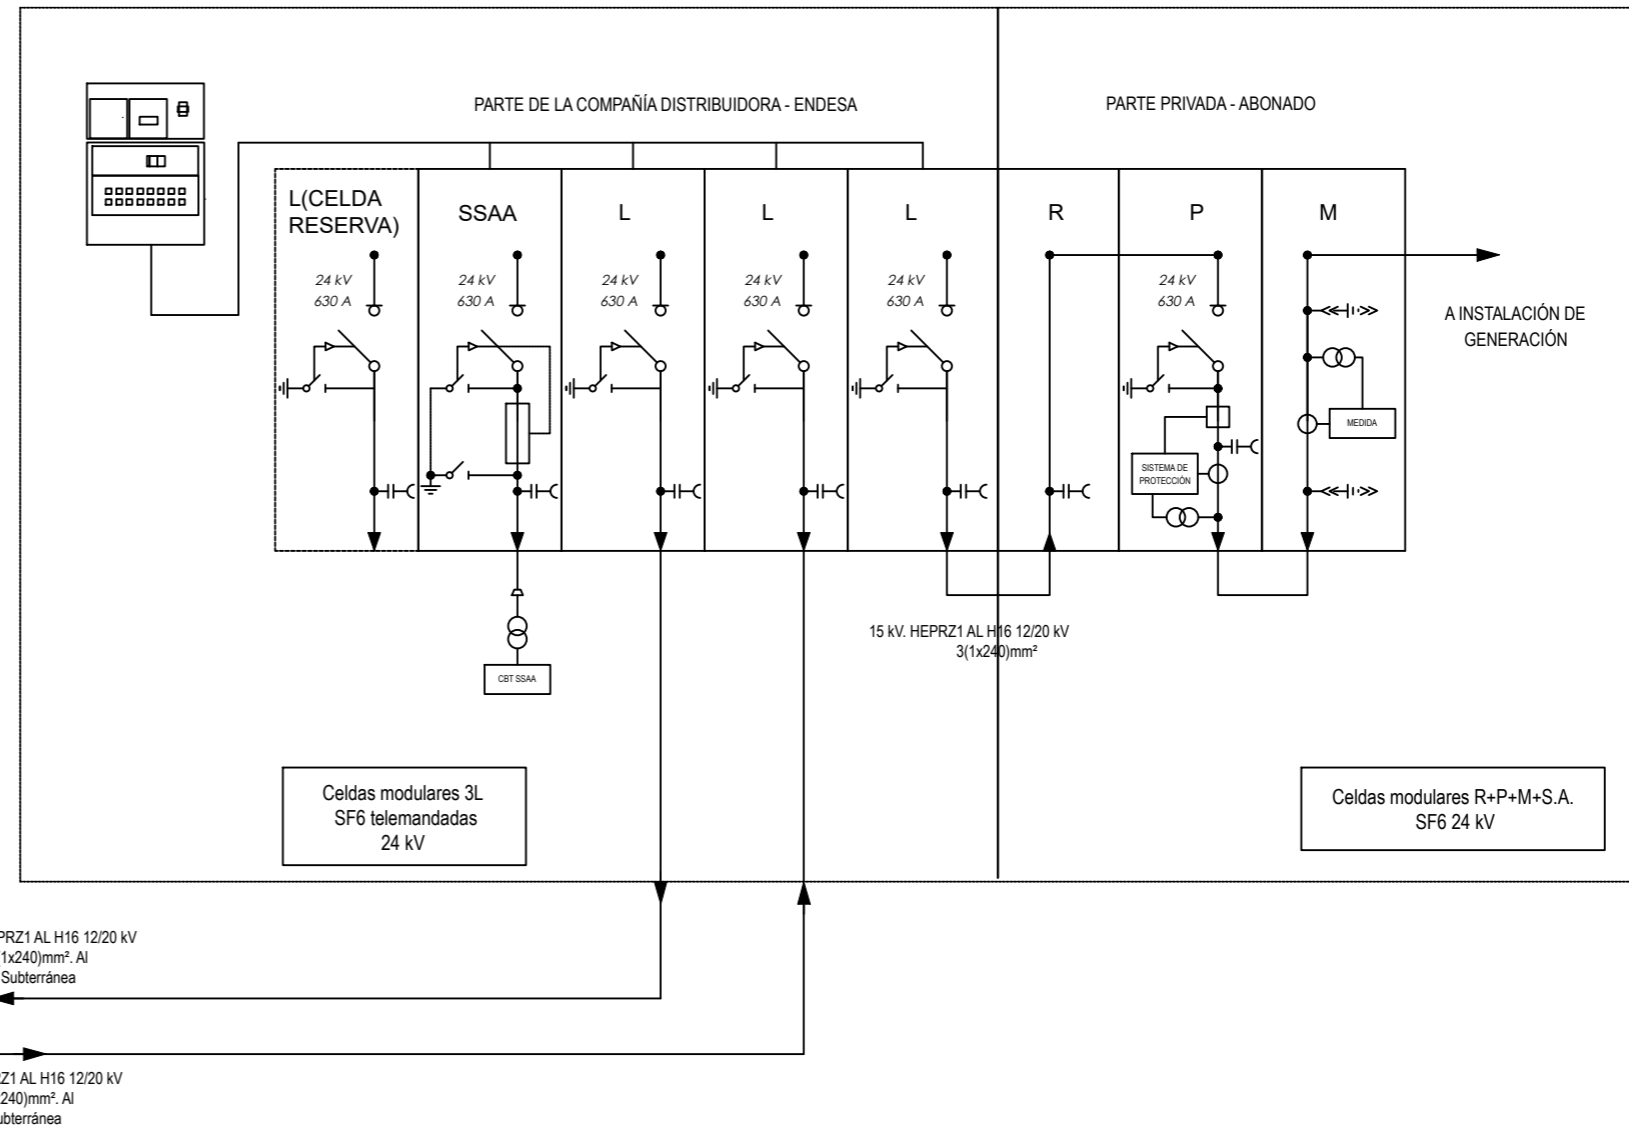 PARTE DE LA COMPAÑÍA DISTRIBUIDORA - ENDESA
PARTE PRIVADA - ABONADO
L(CELDA
RESERVA)
SSAA
L
L
L
R
P
M
24 kV
630 A
24 kV
630 A
24 kV
630 A
24 kV
630 A
24 kV
630 A
24 kV
630 A
A INSTALACIÓN DE
GENERACIÓN
MEDIDA
SISTEMA DE
PROTECCIÓN
15 kV. HEPRZ1 AL H16 12/20 kV
3(1x240)mm²
CBT SSAA
Celdas modulares 3L
SF6 telemandadas
24 kV
Celdas modulares R+P+M+S.A.
SF6 24 kV
PRZ1 AL H16 12/20 kV
1x240)mm². Al
Subterránea
Z1 AL H16 12/20 kV
240)mm². Al
ubterránea